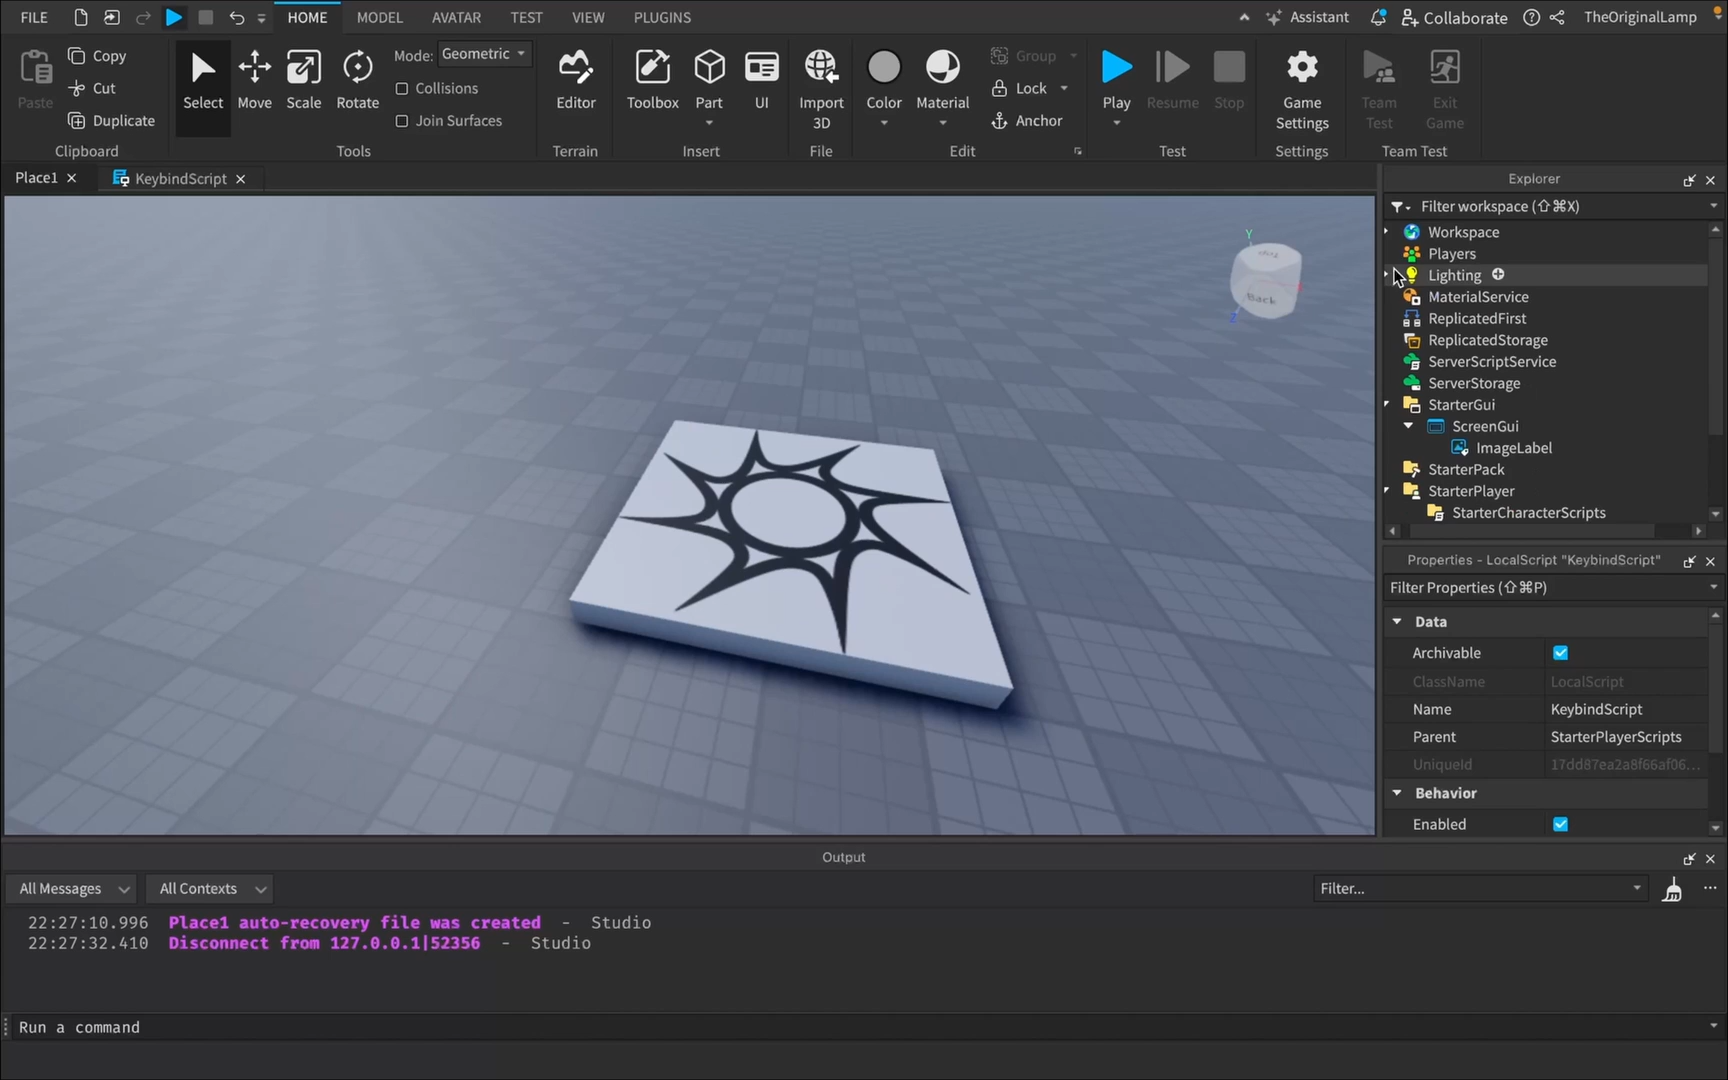 FILE
HOME
MODEL
AVATAR
TEST
VIEW
PLUGINS
Assistant
Collaborate
TheOriginalLamp
Paste
Copy
Cut
Duplicate
Clipboard
Select
Move
Scale
Rotate
Mode: Geometric
Collisions
Join Surfaces
Tools
Editor
Terrain
Toolbox
Part
UI
Insert
Import
3D
File
Color
Material
Group
Lock
Anchor
Edit
Play
Resume
Stop
Test
Game
Settings
Settings
Team
Test
Exit
Game
Team Test
Place1
KeybindScript
Y
Back
Z
Explorer
Filter workspace (⇧⌘X)
Workspace
Players
Lighting
MaterialService
ReplicatedFirst
ReplicatedStorage
ServerScriptService
ServerStorage
StarterGui
ScreenGui
ImageLabel
StarterPack
StarterPlayer
StarterCharacterScripts
Properties - LocalScript "KeybindScript"
Filter Properties (⇧⌘P)
Data
Archivable
ClassName LocalScript
Name KeybindScript
Parent StarterPlayerScripts
UniqueId 17dd87ea2a8f66af06...
Behavior
Enabled
Output
All Messages
All Contexts
Filter...
22:27:10.996 Place1 auto-recovery file was created - Studio
22:27:32.410 Disconnect from 127.0.0.1|52356 - Studio
Run a command